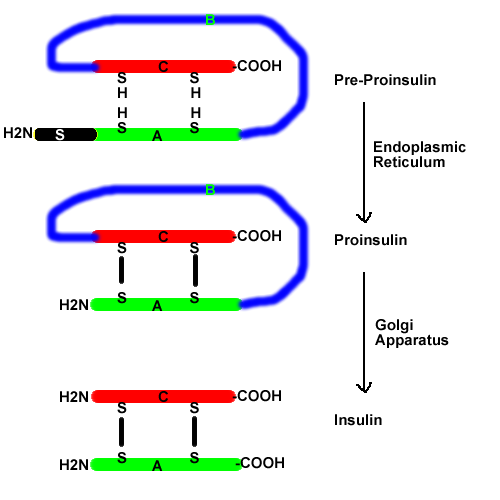 B
C
-COOH
S S
H H
H H
S S
H2N S A
Pre-Proinsulin
Endoplasmic
Reticulum
B
C
-COOH
S S
S S
H2N A
Proinsulin
Golgi
Apparatus
H2N C -COOH
S S
S S
H2N A -COOH
Insulin